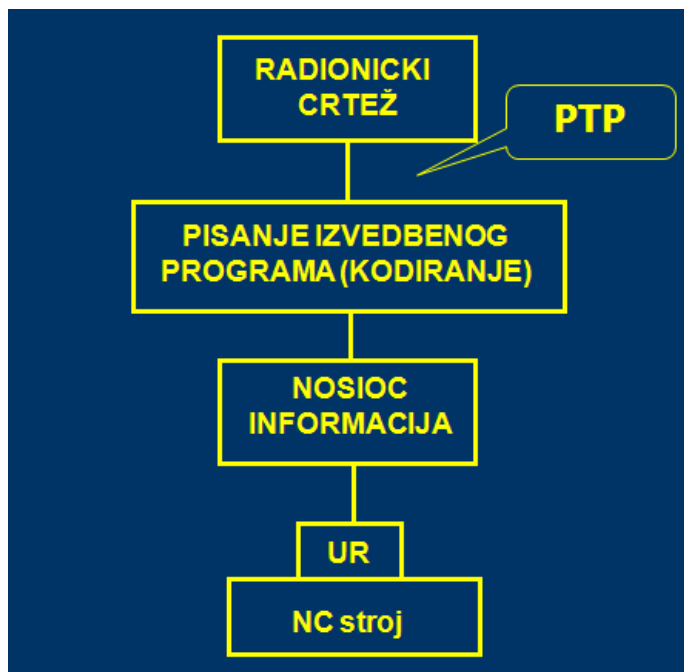 RADIONICKI
CRTEŽ
PTP
PISANJE IZVEDBENOG
PROGRAMA (KODIRANJE)
NOSIOC
INFORMACIJA
UR
NC stroj